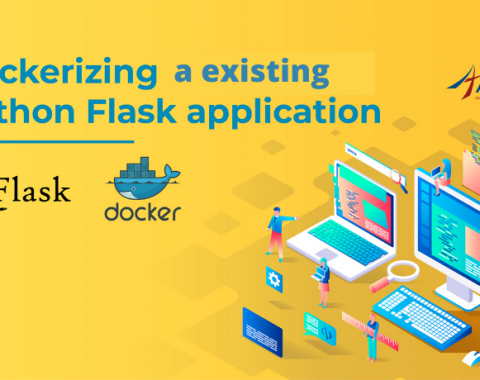 ckerizing a existing
thon Flask application
Flask
docker